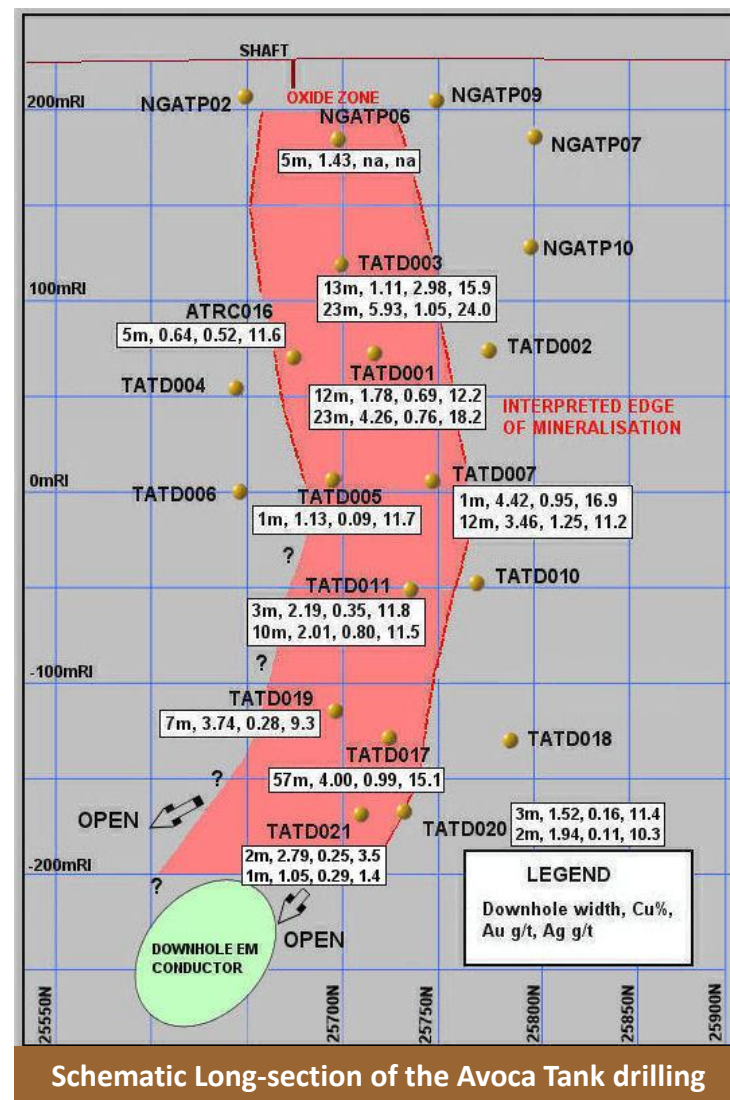 SHAFT
OXIDE ZONE
NGATP02
NGATP09
200mRl
NGATP06
5m, 1.43, na, na
NGATP07
NGATP10
TATD003
13m, 1.11, 2.98, 15.9
23m, 5.93, 1.05, 24.0
100mRl
ATRC016
5m, 0.64, 0.52, 11.6
TATD002
TATD001
12m, 1.78, 0.69, 12.2
23m, 4.26, 0.76, 18.2
TATD004
INTERPRETED EDGE
OF MINERALISATION
0mRl
TATD007
1m, 4.42, 0.95, 16.9
12m, 3.46, 1.25, 11.2
TATD006
TATD005
1m, 1.13, 0.09, 11.7
?
TATD010
TATD011
3m, 2.19, 0.35, 11.8
10m, 2.01, 0.80, 11.5
?
-100mRl
TATD019
7m, 3.74, 0.28, 9.3
TATD018
TATD017
57m, 4.00, 0.99, 15.1
?
OPEN
TATD021
2m, 2.79, 0.25, 3.5
1m, 1.05, 0.29, 1.4
TATD020
3m, 1.52, 0.16, 11.4
2m, 1.94, 0.11, 10.3
-200mRl
?
LEGEND
Downhole width, Cu%,
Au g/t, Ag g/t
OPEN
DOWNHOLE EM
CONDUCTOR
25550N
25700N
25750N
25800N
25850N
25900N
Schematic Long-section of the Avoca Tank drilling